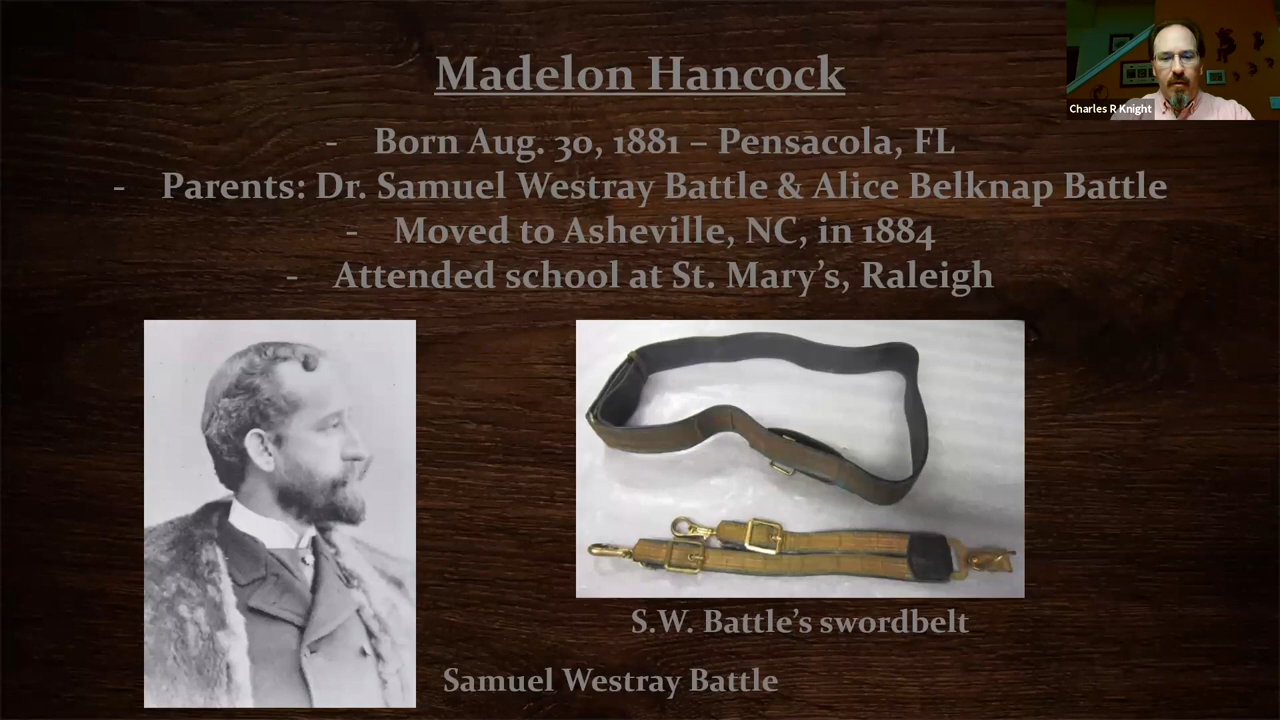 Madelon Hancock
Charles R Knight
- Born Aug. 30, 1881 – Pensacola, FL
- Parents: Dr. Samuel Westray Battle & Alice Belknap Battle
- Moved to Asheville, NC, in 1884
- Attended school at St. Mary's, Raleigh
S.W. Battle's swordbelt
Samuel Westray Battle